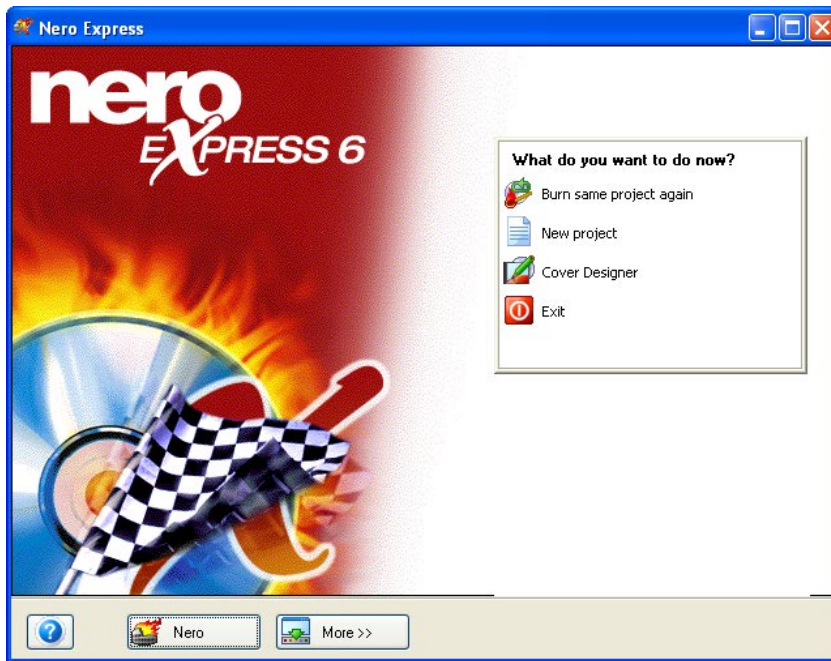 Nero Express
nero
EXPRESS 6
What do you want to do now?
Burn same project again
New project
Cover Designer
Exit
Nero
More >>